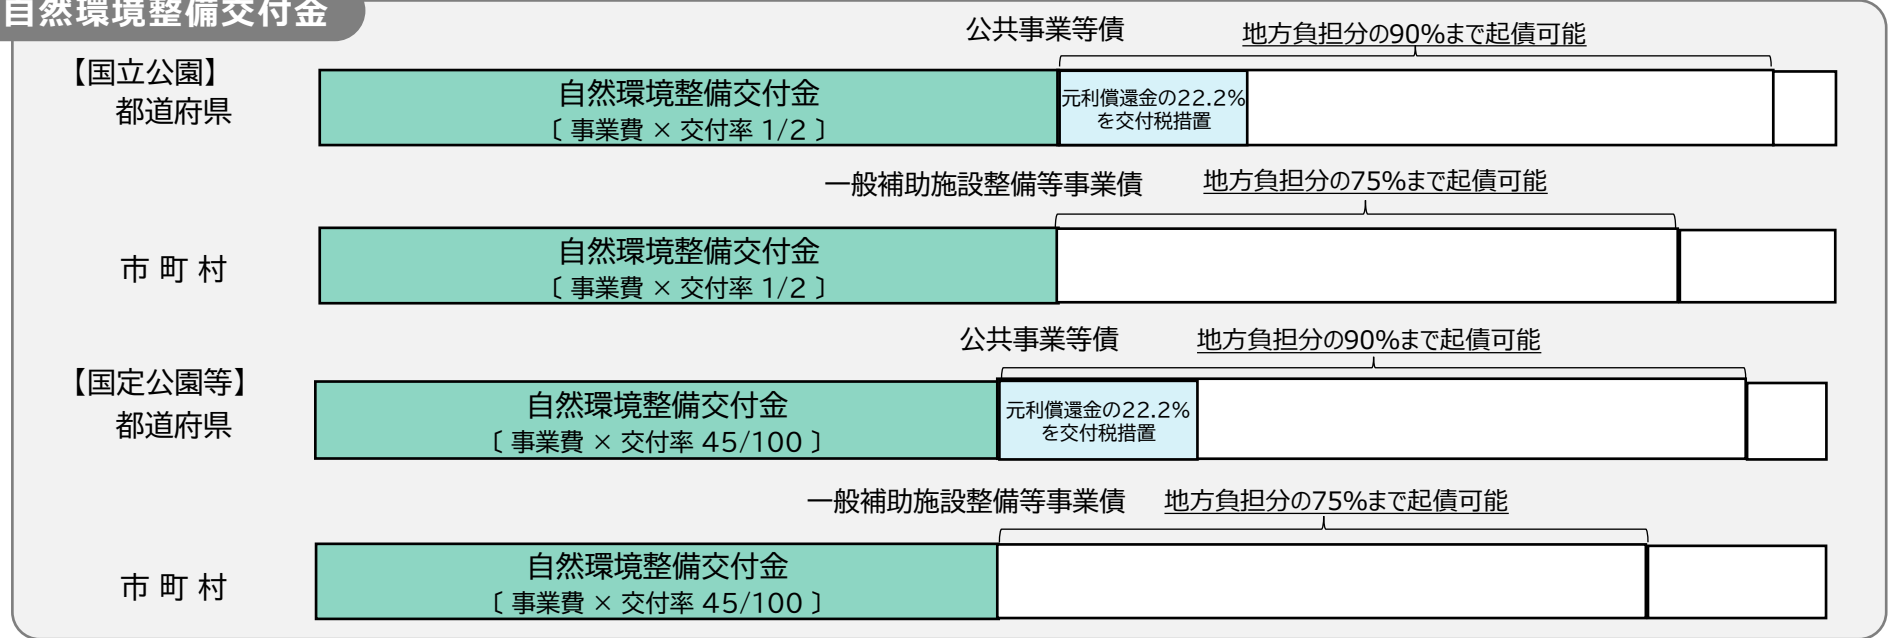 自然環境整備交付金
公共事業等債
地方負担分の90%まで起債可能
【国立公園】
都道府県
自然環境整備交付金
〔 事業費 × 交付率 1/2 〕
元利償還金の22.2%
を交付税措置
一般補助施設整備等事業債
地方負担分の75%まで起債可能
市 町 村
自然環境整備交付金
〔 事業費 × 交付率 1/2 〕
公共事業等債
地方負担分の90%まで起債可能
【国定公園等】
都道府県
自然環境整備交付金
〔 事業費 × 交付率 45/100 〕
元利償還金の22.2%
を交付税措置
一般補助施設整備等事業債
地方負担分の75%まで起債可能
市 町 村
自然環境整備交付金
〔 事業費 × 交付率 45/100 〕